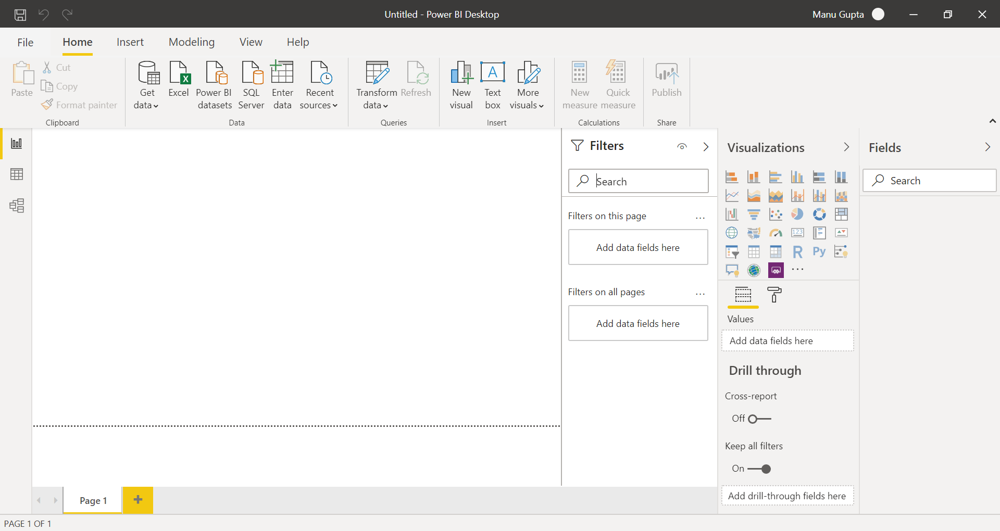 Untitled - Power BI Desktop
Manu Gupta
File
Home
Insert
Modeling
View
Help
Paste
Cut
Copy
Format painter
Clipboard
Get data
Excel
Power BI datasets
SQL Server
Enter data
Recent sources
Data
Transform data
Refresh
Queries
New visual
A
Text box
More visuals
Insert
New measure
Quick measure
Calculations
Publish
Share
Filters
Search
Filters on this page
...
Add data fields here
Filters on all pages
...
Add data fields here
Visualizations
123
R
Py
...
Values
Add data fields here
Drill through
Cross-report
Off
Keep all filters
On
Add drill-through fields here
Fields
Search
Page 1
PAGE 1 OF 1